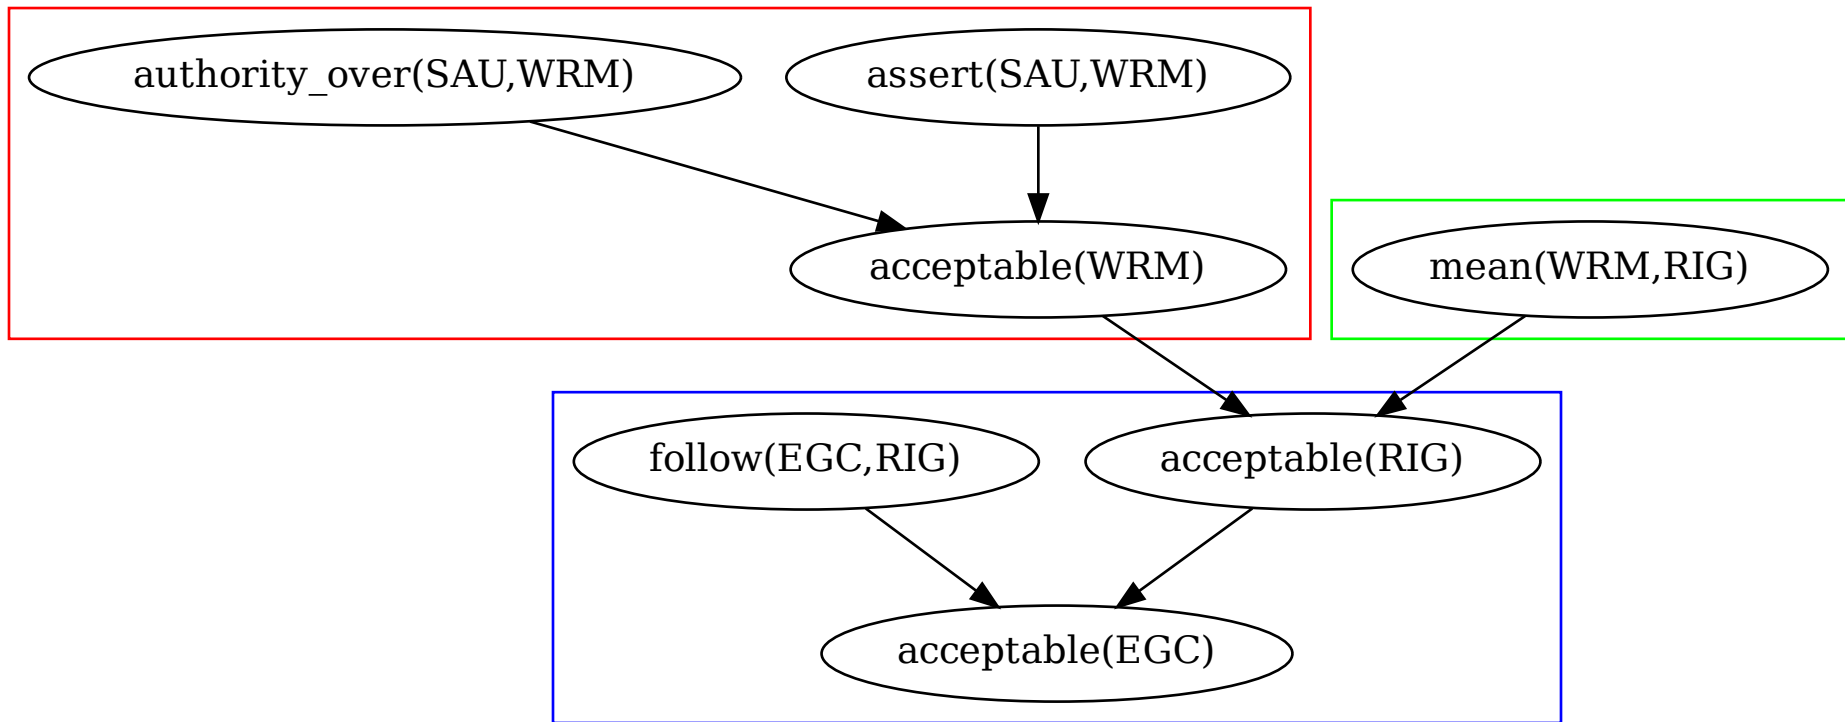 authority_over(SAU,WRM)
assert(SAU,WRM)
acceptable(WRM)
mean(WRM,RIG)
follow(EGC,RIG)
acceptable(RIG)
acceptable(EGC)